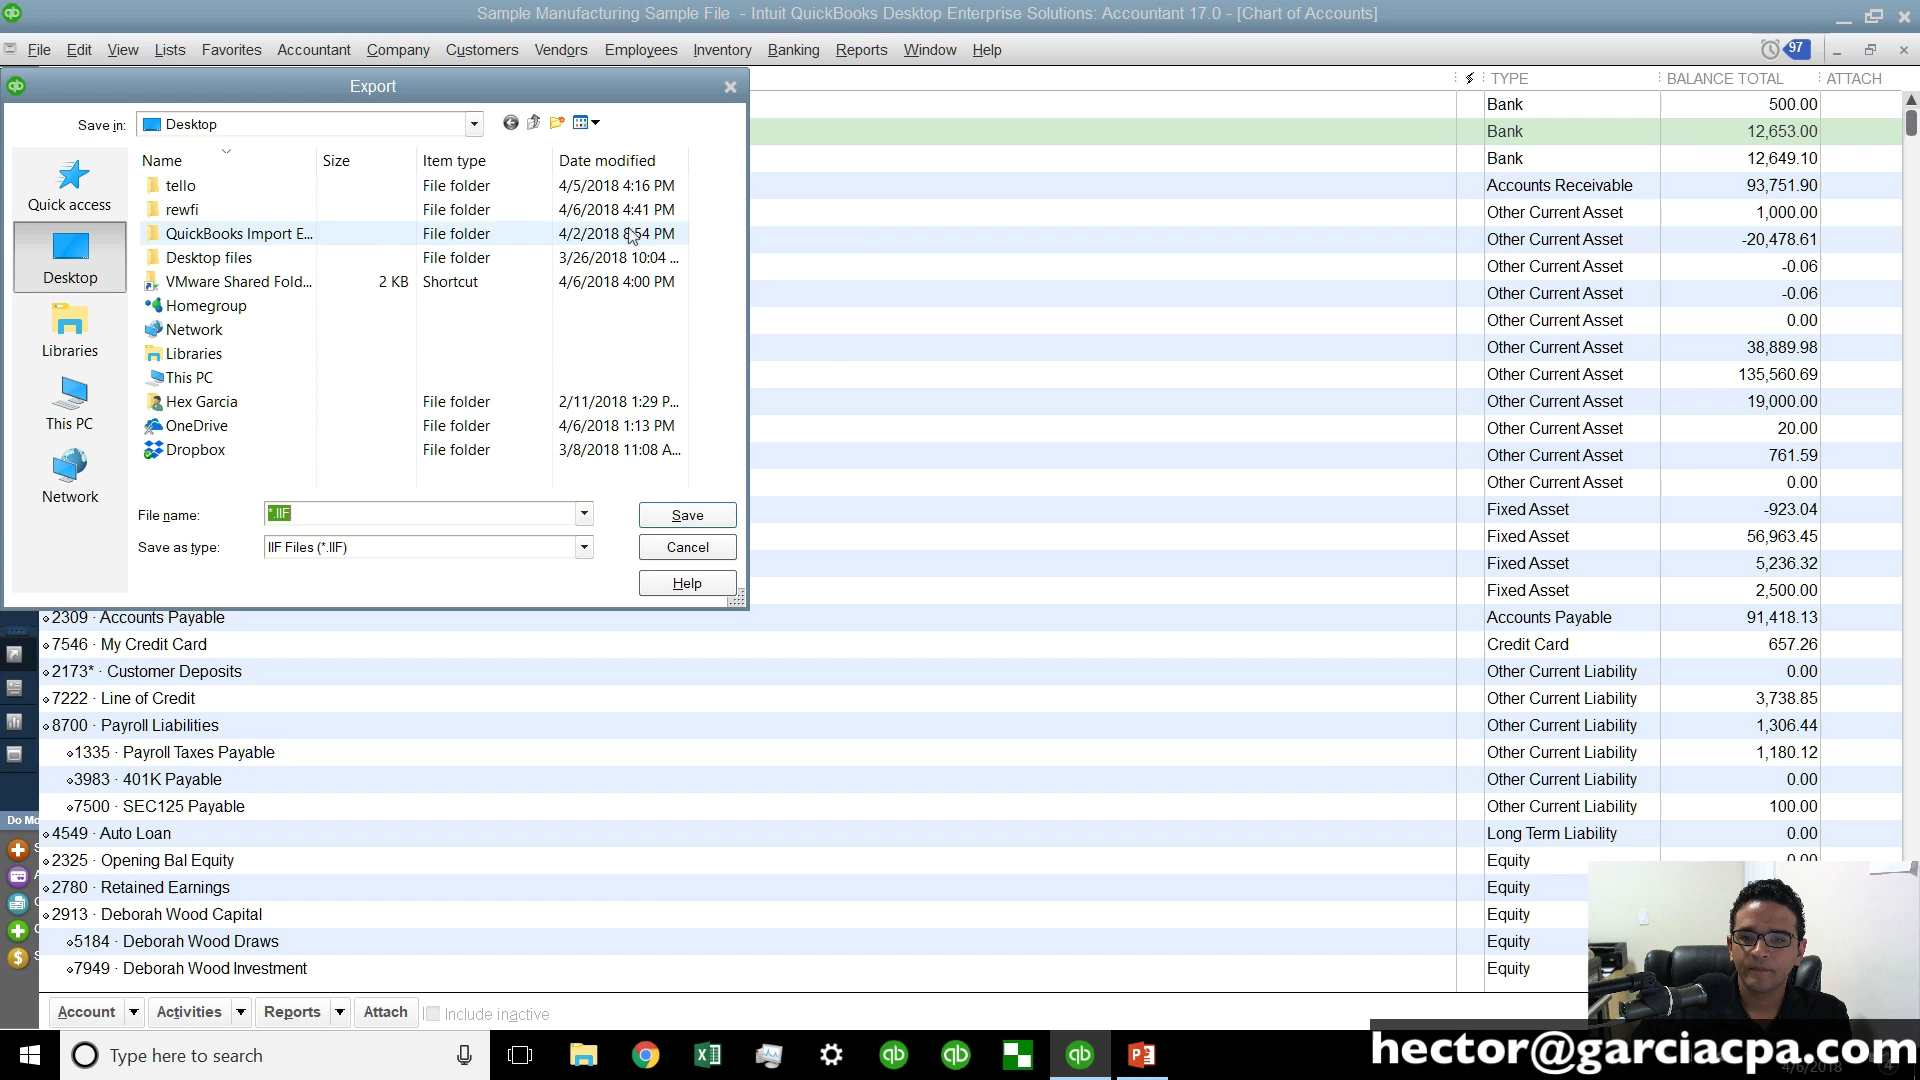 Sample Manufacturing Sample File - Intuit QuickBooks Desktop Enterprise Solutions: Accountant 17.0 - [Chart of Accounts]
File Edit View Lists Favorites Accountant Company Customers Vendors Employees Inventory Banking Reports Window Help 97
Export
Save in: Desktop
Name Size Item type Date modified
tello File folder 4/5/2018 4:16 PM
rewfi File folder 4/6/2018 4:41 PM
QuickBooks Import E... File folder 4/2/2018 8:54 PM
Desktop files File folder 3/26/2018 10:04 ...
VMware Shared Fold... 2 KB Shortcut 4/6/2018 4:00 PM
Homegroup
Network
Libraries
This PC
Hex Garcia File folder 2/11/2018 1:29 P...
OneDrive File folder 4/6/2018 1:13 PM
Dropbox File folder 3/8/2018 11:08 A...
Quick access
Desktop
Libraries
This PC
Network
File name: *.IIF Save
Save as type: IIF Files (*.IIF) Cancel
Help
TYPE BALANCE TOTAL ATTACH
Bank 500.00
Bank 12,653.00
Bank 12,649.10
Accounts Receivable 93,751.90
Other Current Asset 1,000.00
Other Current Asset -20,478.61
Other Current Asset -0.06
Other Current Asset -0.06
Other Current Asset 0.00
Other Current Asset 38,889.98
Other Current Asset 135,560.69
Other Current Asset 19,000.00
Other Current Asset 20.00
Other Current Asset 761.59
Other Current Asset 0.00
Fixed Asset -923.04
Fixed Asset 56,963.45
Fixed Asset 5,236.32
Fixed Asset 2,500.00
2309 · Accounts Payable Accounts Payable 91,418.13
7546 · My Credit Card Credit Card 657.26
2173* · Customer Deposits Other Current Liability 0.00
7222 · Line of Credit Other Current Liability 3,738.85
8700 · Payroll Liabilities Other Current Liability 1,306.44
1335 · Payroll Taxes Payable Other Current Liability 1,180.12
3983 · 401K Payable Other Current Liability 0.00
7500 · SEC125 Payable Other Current Liability 100.00
4549 · Auto Loan Long Term Liability 0.00
2325 · Opening Bal Equity Equity 0.00
2780 · Retained Earnings Equity
2913 · Deborah Wood Capital Equity
5184 · Deborah Wood Draws Equity
7949 · Deborah Wood Investment Equity
Do Mo
Account Activities Reports Attach Include inactive
Type here to search
hector@garciacpa.com
4/6/2018